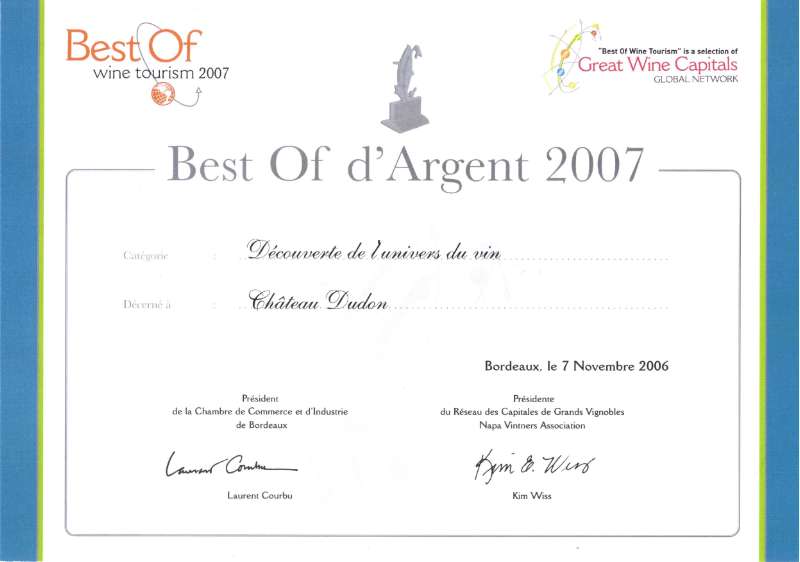 Best Of
wine tourism 2007
"Best Of Wine Tourism" is a selection of
Great Wine Capitals
GLOBAL NETWORK
Best Of d'Argent 2007
Catégorie : Découverte de l'univers du vin
Décerné à : Château Dudon
Bordeaux, le 7 Novembre 2006
Président
de la Chambre de Commerce et d'Industrie
de Bordeaux
Présidente
du Réseau des Capitales de Grands Vignobles
Napa Vintners Association
Laurent Courbu
Kim E. Wiss
Laurent Courbu
Kim Wiss